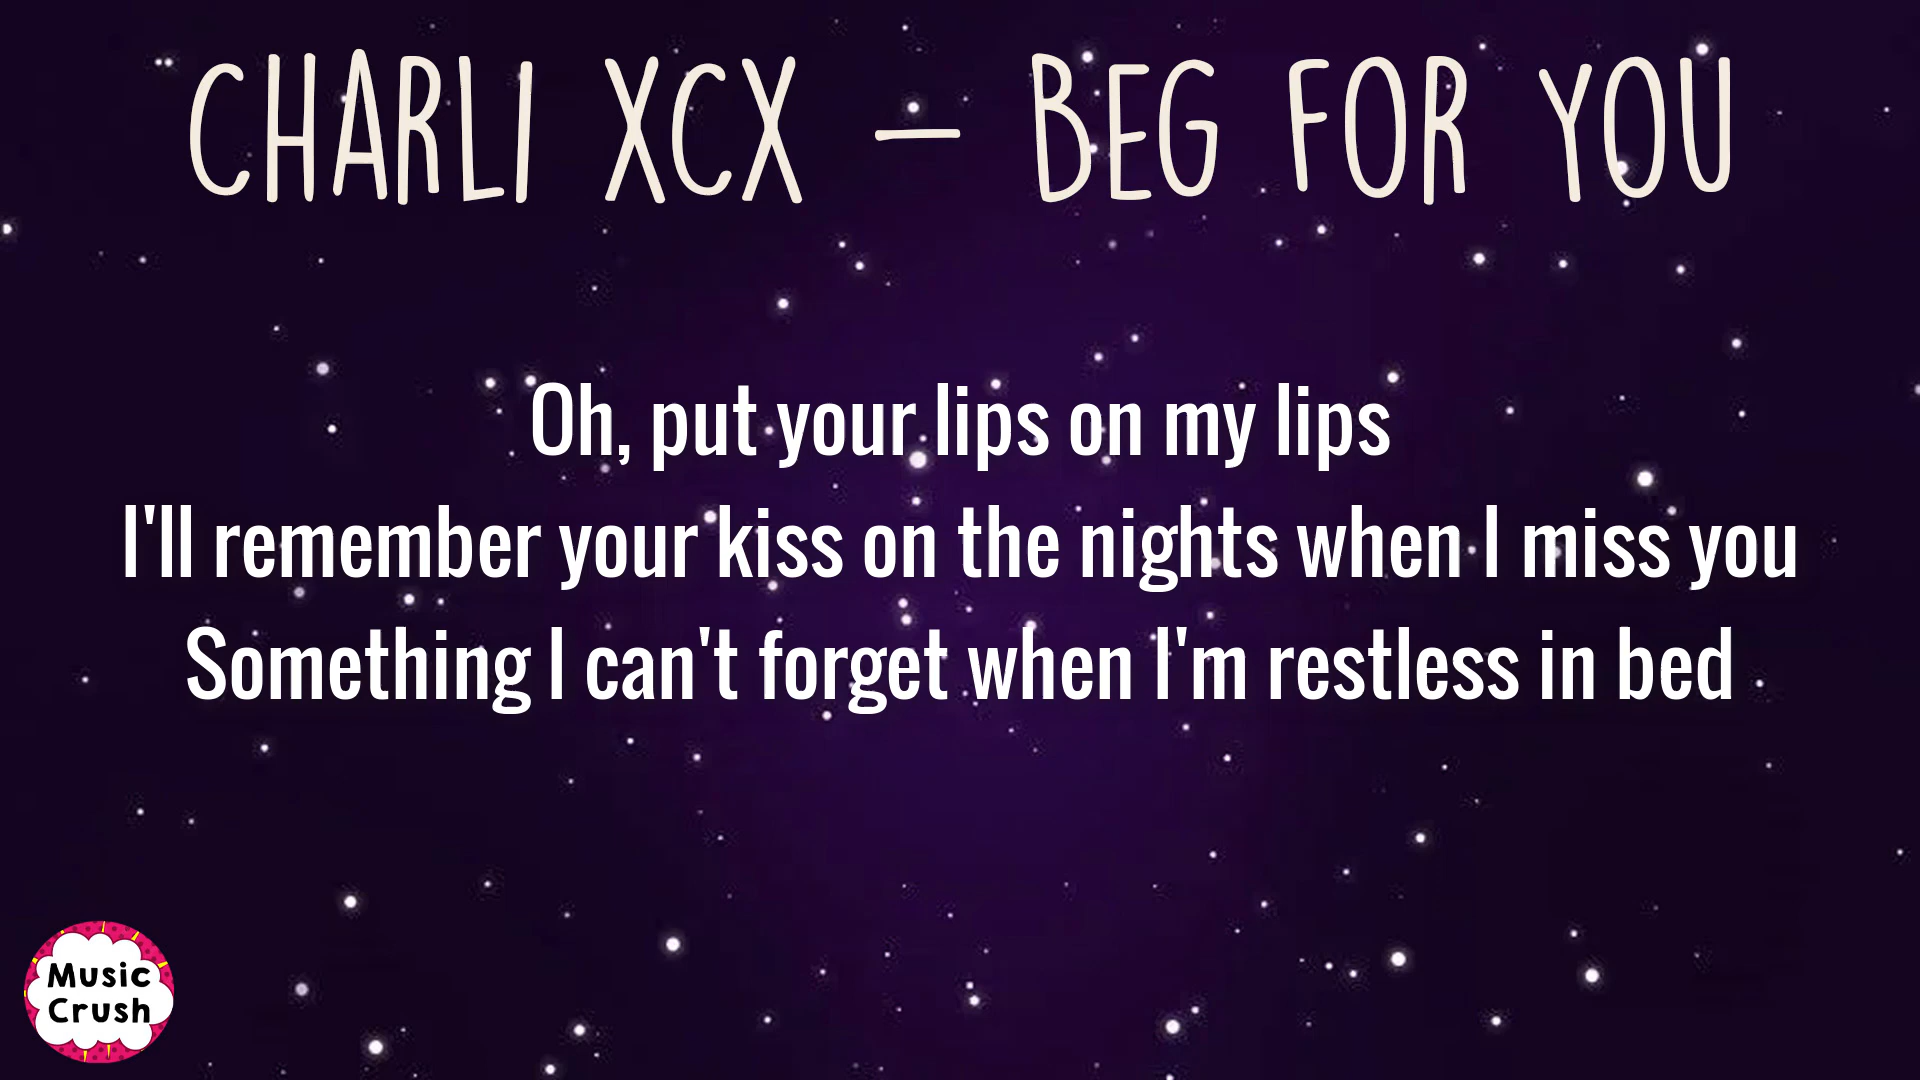 CHARLI XCX – BEG FOR YOU
Oh, put your lips on my lips
I'll remember your kiss on the nights when I miss you
Something I can't forget when I'm restless in bed
Music
Crush